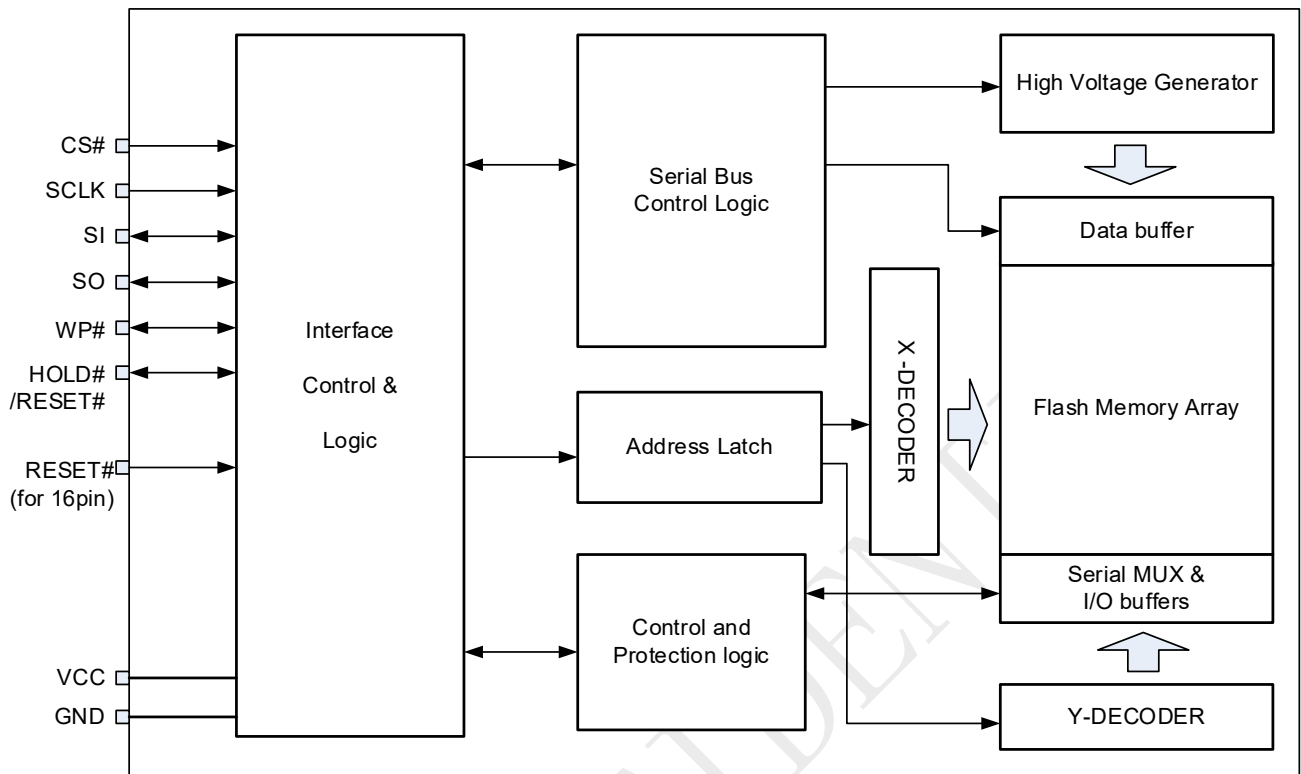 CS#
SCLK
SI
SO
WP#
HOLD#
/RESET#
RESET#
(for 16pin)
VCC
GND
Interface
Control &
Logic
Serial Bus
Control Logic
Address Latch
Control and
Protection logic
X-DECODER
High Voltage Generator
Data buffer
Flash Memory Array
Serial MUX &
I/O buffers
Y-DECODER